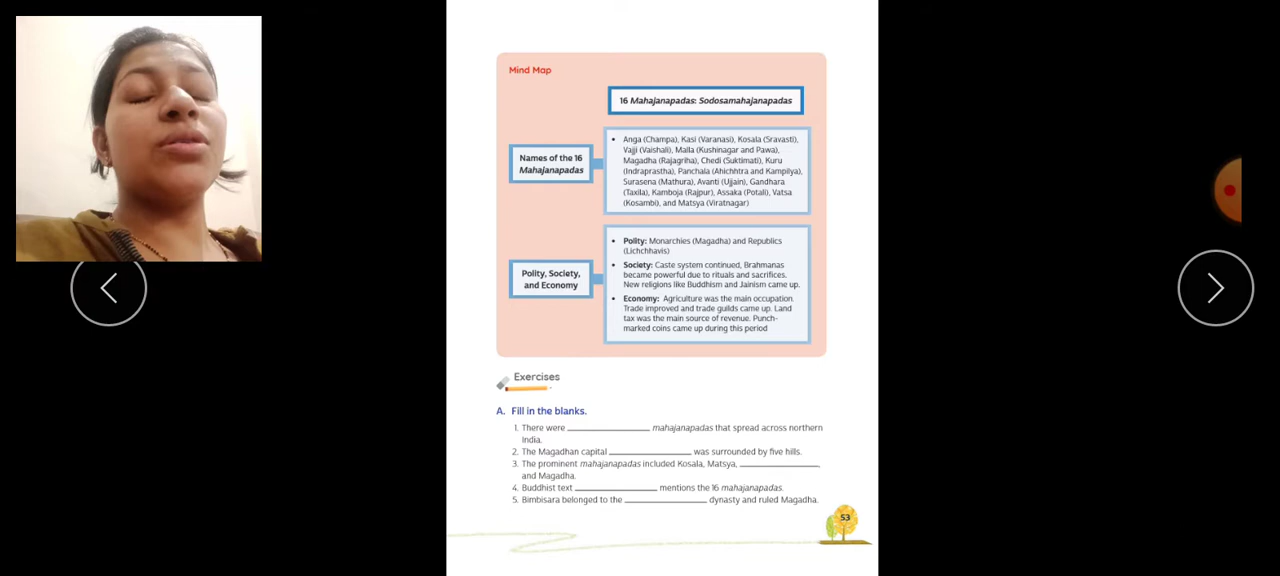 Mind Map
16 Mahajanapadas: Sodosamahajanapadas
Names of the 16
Mahajanapadas
• Anga (Champa), Kasi (Varanasi), Kosala (Sravasti),
Vajji (Vaishali), Malla (Kushinagar and Pawa),
Magadha (Rajagriha), Chedi (Suktimati), Kuru
(Indraprastha), Panchala (Ahichhtra and Kampilya),
Surasena (Mathura), Avanti (Ujjain), Gandhara
(Taxila), Kamboja (Rajpur), Assaka (Potali), Vatsa
(Kosambi), and Matsya (Viratnagar)
Polity, Society,
and Economy
• Polity: Monarchies (Magadha) and Republics
(Lichchhavis)
• Society: Caste system continued, Brahmanas
became powerful due to rituals and sacrifices.
New religions like Buddhism and Jainism came up.
• Economy: Agriculture was the main occupation.
Trade improved and trade guilds came up. Land
tax was the main source of revenue. Punch-
marked coins came up during this period
Exercises
A. Fill in the blanks.
1. There were ____________ mahajanapadas that spread across northern
India.
2. The Magadhan capital ____________ was surrounded by five hills.
3. The prominent mahajanapadas included Kosala, Matsya, ____________,
and Magadha.
4. Buddhist text ____________ mentions the 16 mahajanapadas.
5. Bimbisara belonged to the ____________ dynasty and ruled Magadha.
53